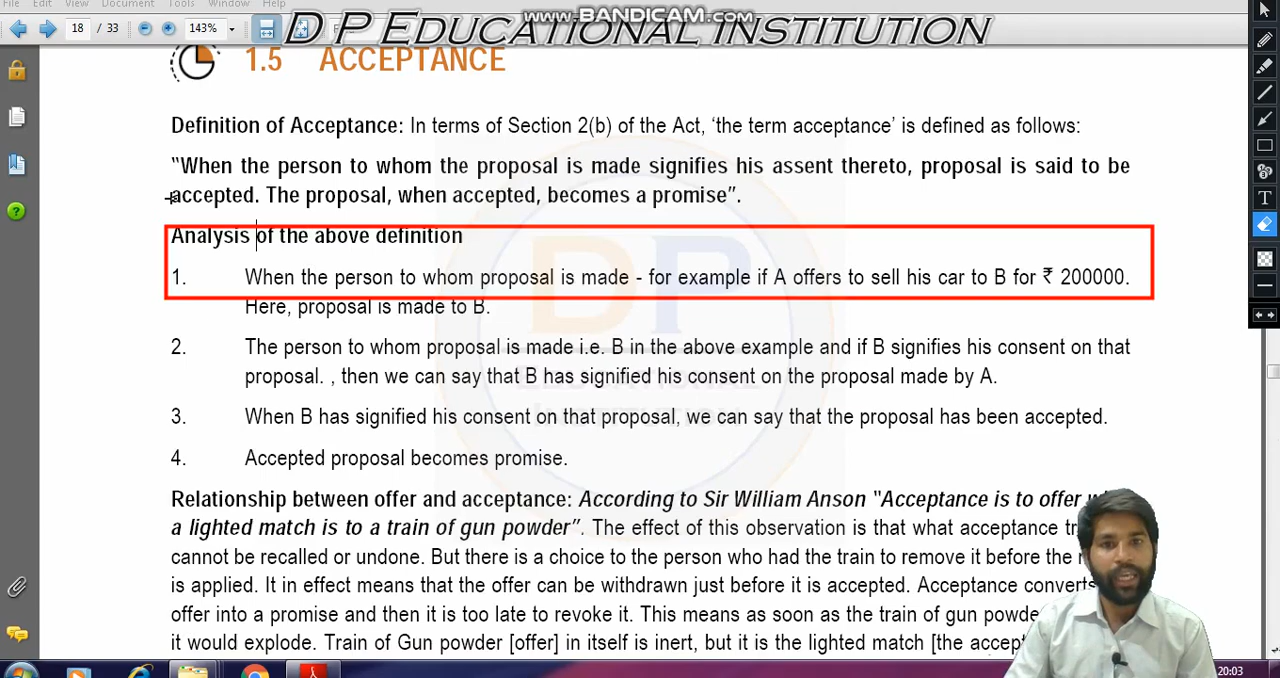 File Edit View Document Tools Window Help
www.BANDICAM.com
18 / 33 143%
D P EDUCATIONAL INSTITUTION
1.5 ACCEPTANCE
Definition of Acceptance: In terms of Section 2(b) of the Act, ‘the term acceptance’ is defined as follows:
“When the person to whom the proposal is made signifies his assent thereto, proposal is said to be
accepted. The proposal, when accepted, becomes a promise”.
Analysis of the above definition
1. When the person to whom proposal is made - for example if A offers to sell his car to B for ₹ 200000.
Here, proposal is made to B.
2. The person to whom proposal is made i.e. B in the above example and if B signifies his consent on that
proposal. , then we can say that B has signified his consent on the proposal made by A.
3. When B has signified his consent on that proposal, we can say that the proposal has been accepted.
4. Accepted proposal becomes promise.
Relationship between offer and acceptance: According to Sir William Anson “Acceptance is to offer
a lighted match is to a train of gun powder”. The effect of this observation is that what acceptance
cannot be recalled or undone. But there is a choice to the person who had the train to remove it before the
is applied. It in effect means that the offer can be withdrawn just before it is accepted. Acceptance converts
offer into a promise and then it is too late to revoke it. This means as soon as the train of gun
it would explode. Train of Gun powder [offer] in itself is inert, but it is the lighted match [the
DP
EDUCATIONAL
INSTITUTION
T
20:03